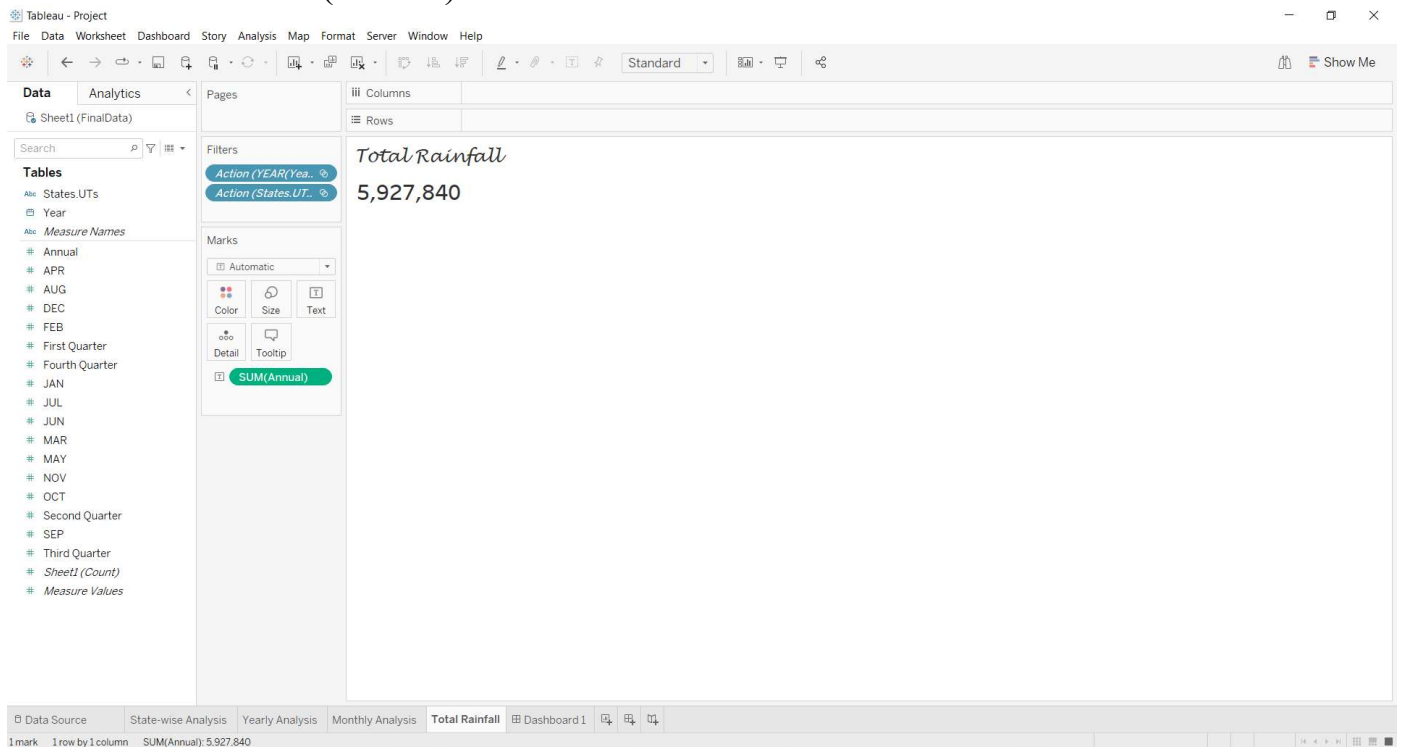 Tableau - Project
File Data Worksheet Dashboard Story Analysis Map Format Server Window Help
Standard
Show Me
Data Analytics
Sheet1 (FinalData)
Search
Tables
Abc States.UTs
Year
Abc Measure Names
# Annual
# APR
# AUG
# DEC
# FEB
# First Quarter
# Fourth Quarter
# JAN
# JUL
# JUN
# MAR
# MAY
# NOV
# OCT
# Second Quarter
# SEP
# Third Quarter
# Sheet1 (Count)
# Measure Values
Pages
Filters
Action (YEAR(Yea..
Action (States.UT..
Marks
Automatic
Color Size Text
Detail Tooltip
SUM(Annual)
Columns
Rows
Total Rainfall
5,927,840
Data Source State-wise Analysis Yearly Analysis Monthly Analysis Total Rainfall Dashboard 1
1 mark 1 row by 1 column SUM(Annual): 5,927,840